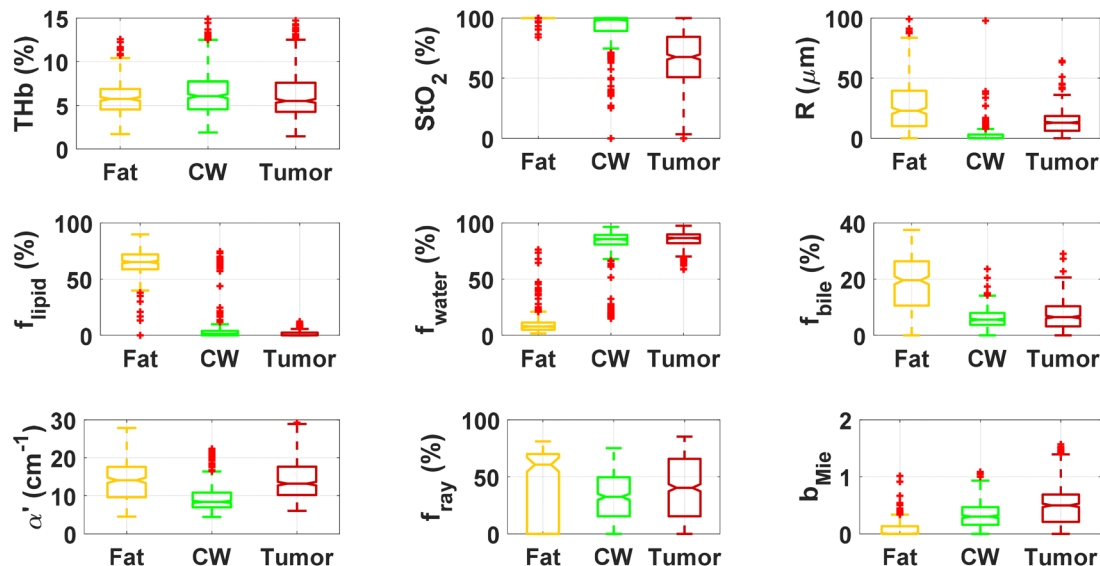 THb (%)
15
10
5
0
Fat CW Tumor
StO2 (%)
100
50
0
Fat CW Tumor
R (μm)
100
50
0
Fat CW Tumor
flipid (%)
100
50
0
Fat CW Tumor
fwater (%)
100
50
0
Fat CW Tumor
fbile (%)
40
20
0
Fat CW Tumor
α' (cm-1)
30
20
10
0
Fat CW Tumor
fray (%)
100
50
0
Fat CW Tumor
bMie
2
1
0
Fat CW Tumor